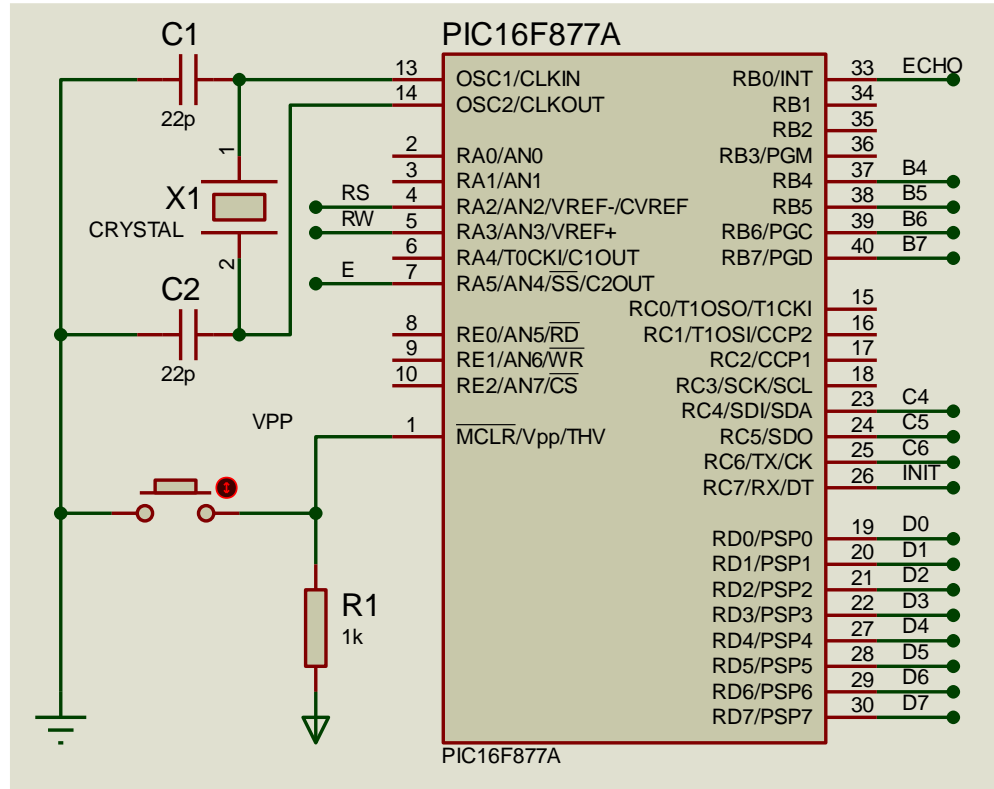 C1
22p
X1
CRYSTAL
1
2
C2
22p
VPP
R1
1k
PIC16F877A
13 OSC1/CLKIN
14 OSC2/CLKOUT
2 RA0/AN0
3 RA1/AN1
RS 4 RA2/AN2/VREF-/CVREF
RW 5 RA3/AN3/VREF+
6 RA4/T0CKI/C1OUT
E 7 RA5/AN4/SS/C2OUT
8 RE0/AN5/RD
9 RE1/AN6/WR
10 RE2/AN7/CS
1 MCLR/Vpp/THV
RB0/INT 33 ECHO
RB1 34
RB2 35
RB3/PGM 36
RB4 37 B4
RB5 38 B5
RB6/PGC 39 B6
RB7/PGD 40 B7
RC0/T1OSO/T1CKI 15
RC1/T1OSI/CCP2 16
RC2/CCP1 17
RC3/SCK/SCL 18
RC4/SDI/SDA 23 C4
RC5/SDO 24 C5
RC6/TX/CK 25 C6
RC7/RX/DT 26 INIT
RD0/PSP0 19 D0
RD1/PSP1 20 D1
RD2/PSP2 21 D2
RD3/PSP3 22 D3
RD4/PSP4 27 D4
RD5/PSP5 28 D5
RD6/PSP6 29 D6
RD7/PSP7 30 D7
PIC16F877A